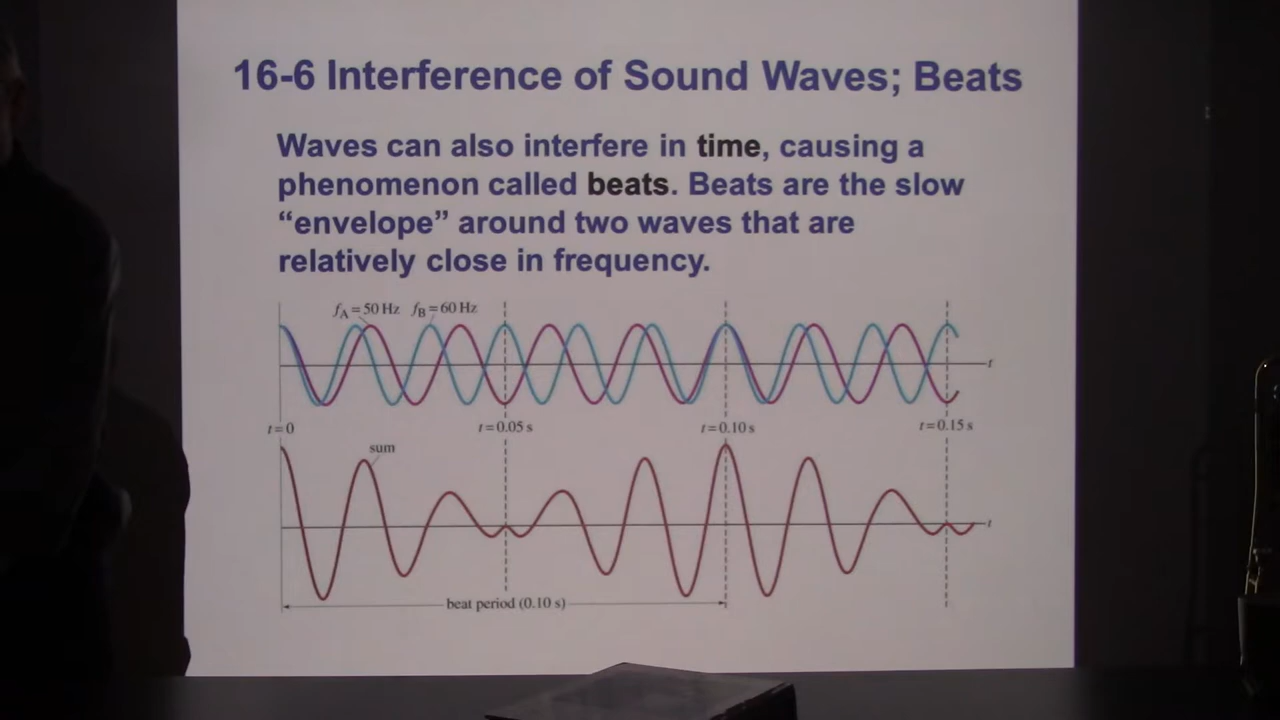 16-6 Interference of Sound Waves; Beats
Waves can also interfere in time, causing a
phenomenon called beats. Beats are the slow
“envelope” around two waves that are
relatively close in frequency.
fA = 50 Hz fB = 60 Hz
t
t = 0 t = 0.05 s t = 0.10 s t = 0.15 s
sum
t
beat period (0.10 s)